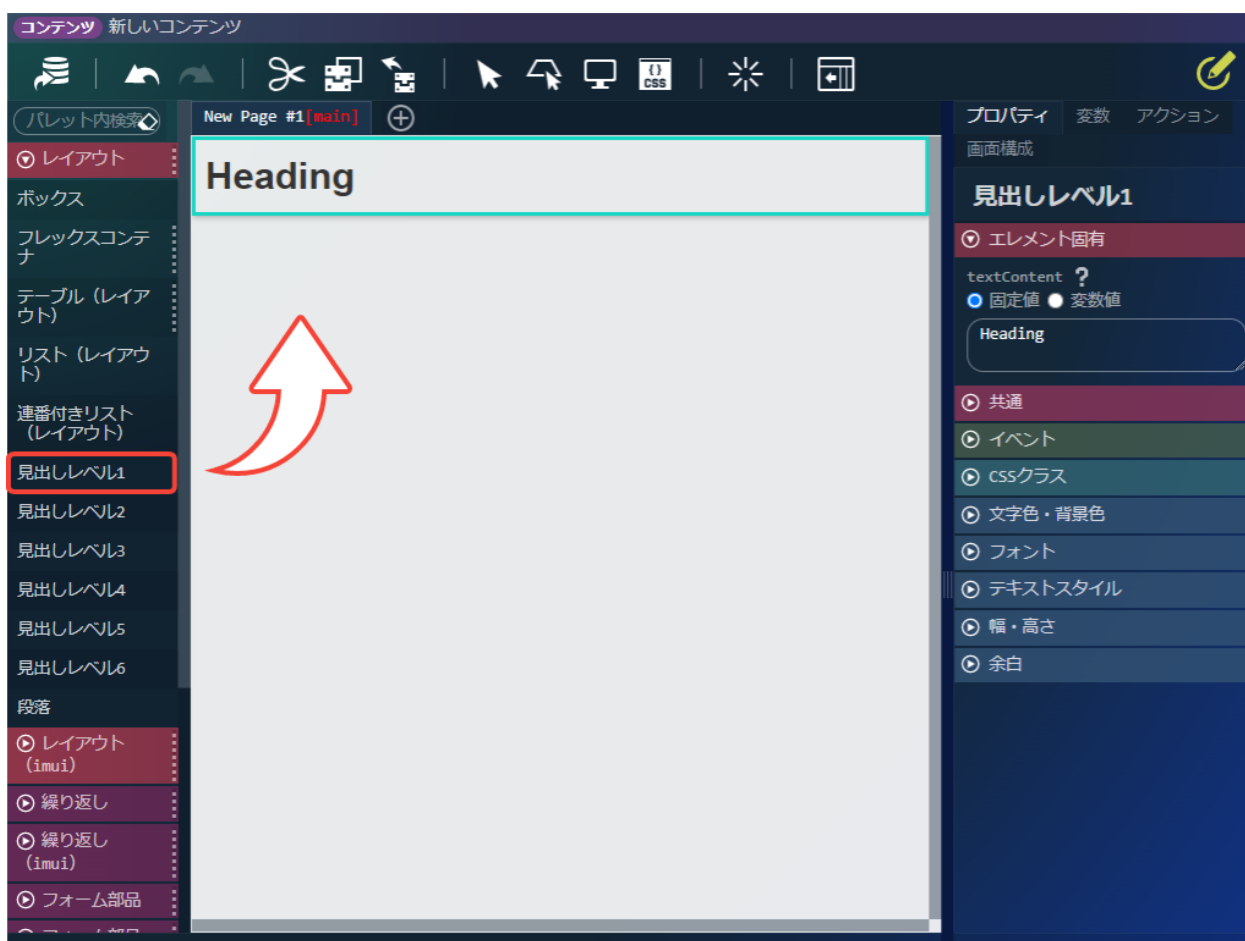 コンテンツ 新しいコンテンツ
{}
CSS
パレット内検索
New Page #1[main]
プロパティ 変数 アクション
画面構成
レイアウト
ボックス
フレックスコンテ
ナ
テーブル（レイア
ウト）
リスト（レイアウ
ト）
連番付きリスト
（レイアウト）
見出しレベル1
見出しレベル2
見出しレベル3
見出しレベル4
見出しレベル5
見出しレベル6
段落
レイアウト
（imui）
繰り返し
繰り返し
（imui）
フォーム部品
Heading
見出しレベル1
エレメント固有
textContent ?
固定値 変数値
Heading
共通
イベント
CSSクラス
文字色・背景色
フォント
テキストスタイル
幅・高さ
余白